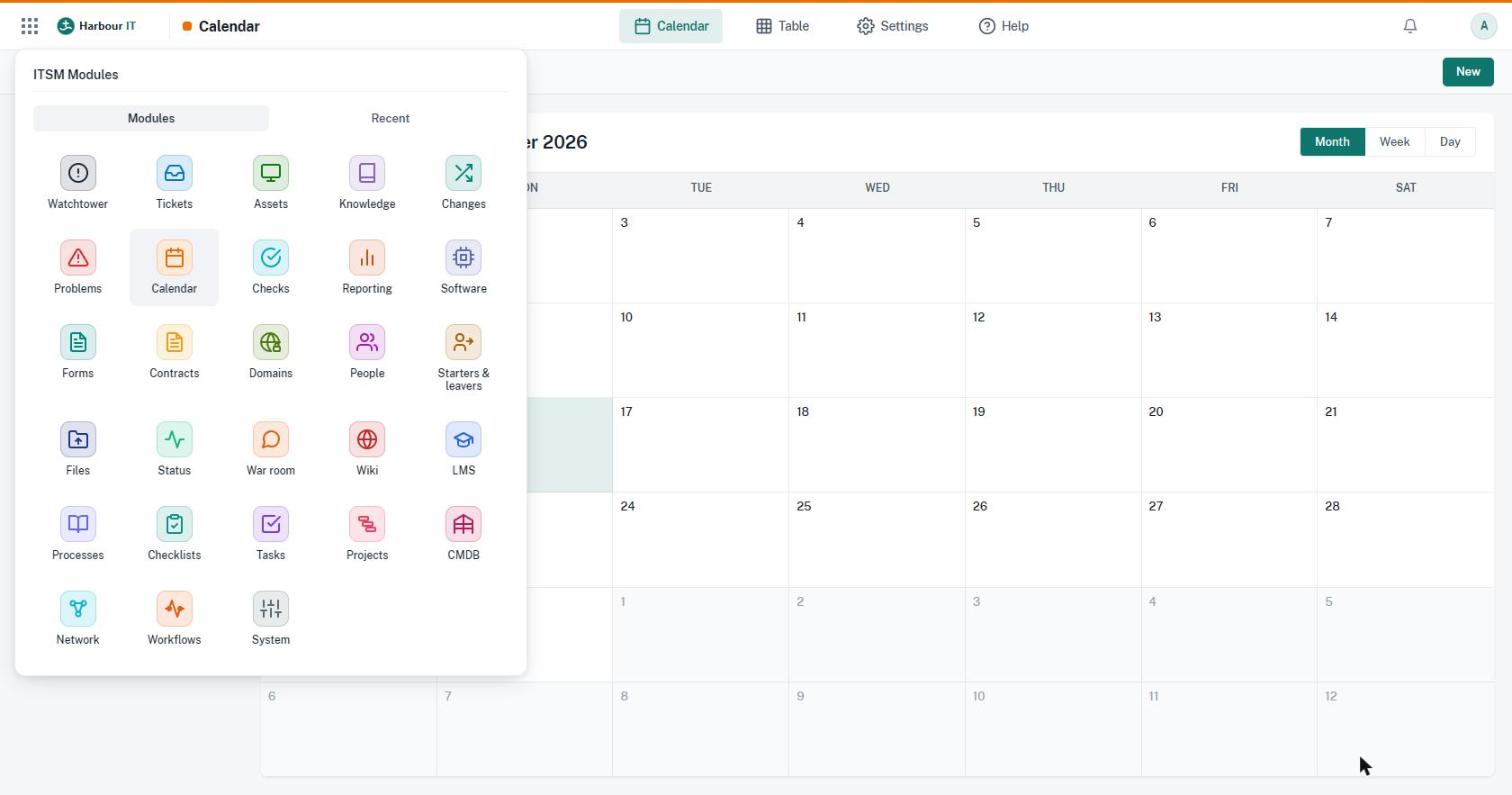 Harbour IT
Calendar
Calendar
Table
Settings
Help
A
ITSM Modules
New
Modules
Recent
er 2026
Month
Week
Day
ON
TUE
WED
THU
FRI
SAT
Watchtower
Tickets
Assets
Knowledge
Changes
3
4
5
6
7
Problems
Calendar
Checks
Reporting
Software
10
11
12
13
14
Forms
Contracts
Domains
People
Starters &
leavers
17
18
19
20
21
Files
Status
War room
Wiki
LMS
24
25
26
27
28
Processes
Checklists
Tasks
Projects
CMDB
1
2
3
4
5
Network
Workflows
System
6
7
8
9
10
11
12